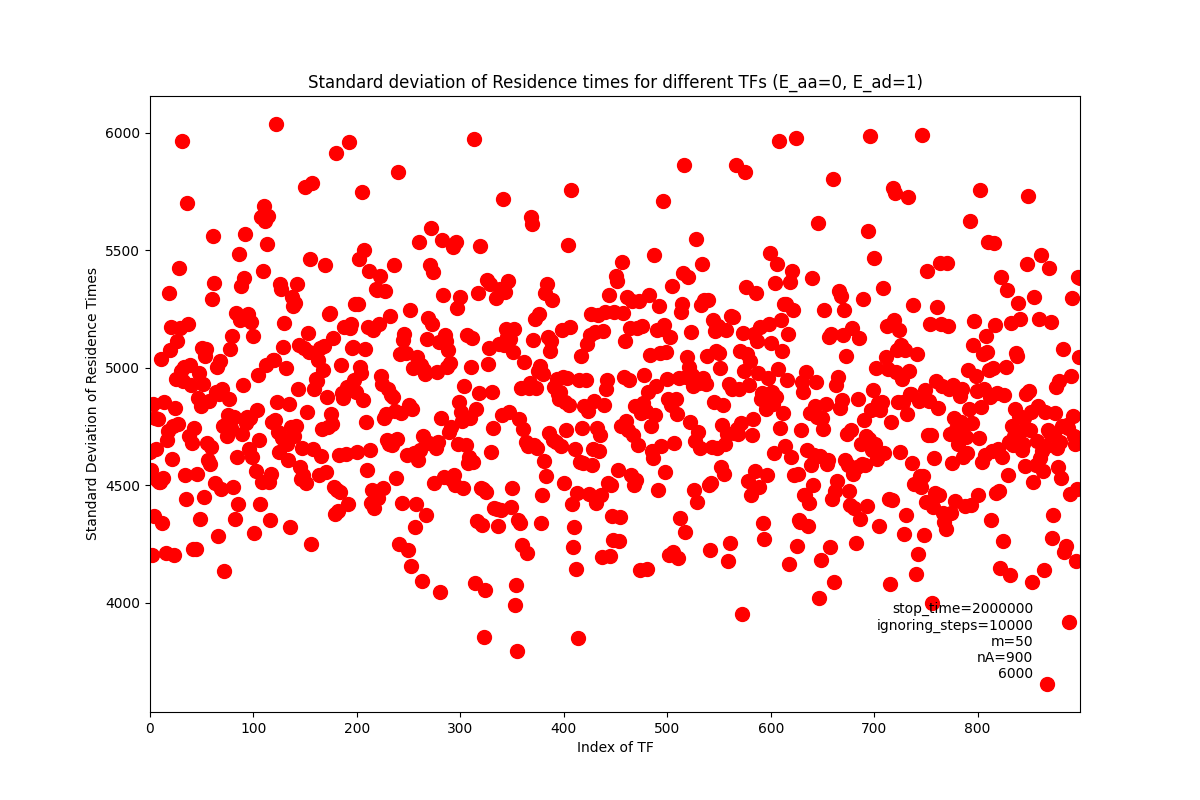 Standard deviation of Residence times for different TFs (E_aa=0, E_ad=1)
Standard Deviation of Residence Times
6000
5500
5000
4500
4000
stop_time=2000000
ignoring_steps=10000
m=50
nA=900
6000
0 100 200 300 400 500 600 700 800
Index of TF